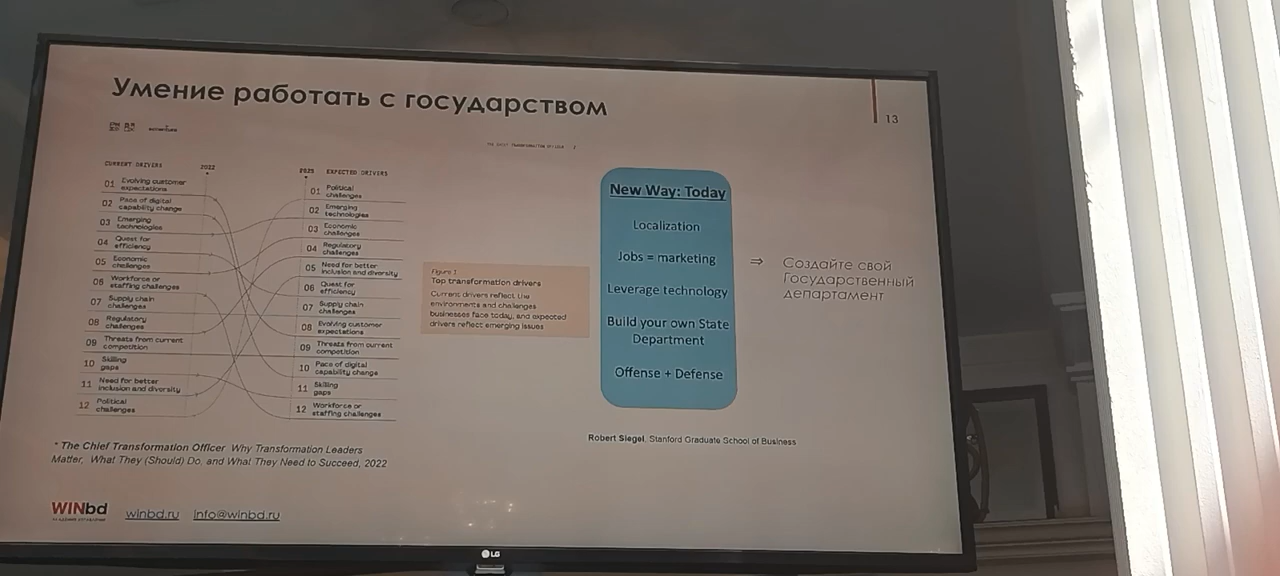 Умение работать с государством
13
accenture
CURRENT DRIVERS
2022
2025 EXPECTED DRIVERS
01 Evolving customer
expectations
02 Pace of digital
capability change
03 Emerging
technologies
04 Quest for
efficiency
05 Economic
challenges
06 Workforce or
staffing challenges
07 Supply chain
challenges
08 Regulatory
challenges
09 Threats from current
competition
10 Skilling
gaps
11 Need for better
inclusion and diversity
12 Political
challenges
01 Political
challenges
02 Emerging
technologies
03 Economic
challenges
04 Regulatory
challenges
05 Need for better
inclusion and diversity
06 Quest for
efficiency
07 Supply chain
challenges
08 Evolving customer
expectations
09 Threats from current
competition
10 Pace of digital
capability change
11 Skilling
gaps
12 Workforce or
staffing challenges
Figure 1
Top transformation drivers
Current drivers reflect the
environments and challenges
businesses face today, and expected
drivers reflect emerging issues
New Way: Today
Localization
Jobs = marketing
Leverage technology
Build your own State
Department
Offense + Defense
⇒ Создайте свой
Государственный
департамент
Robert Siegel, Stanford Graduate School of Business
* The Chief Transformation Officer Why Transformation Leaders
Matter, What They (Should) Do, and What They Need to Succeed, 2022
WINbd
winbd.ru info@winbd.ru
LG